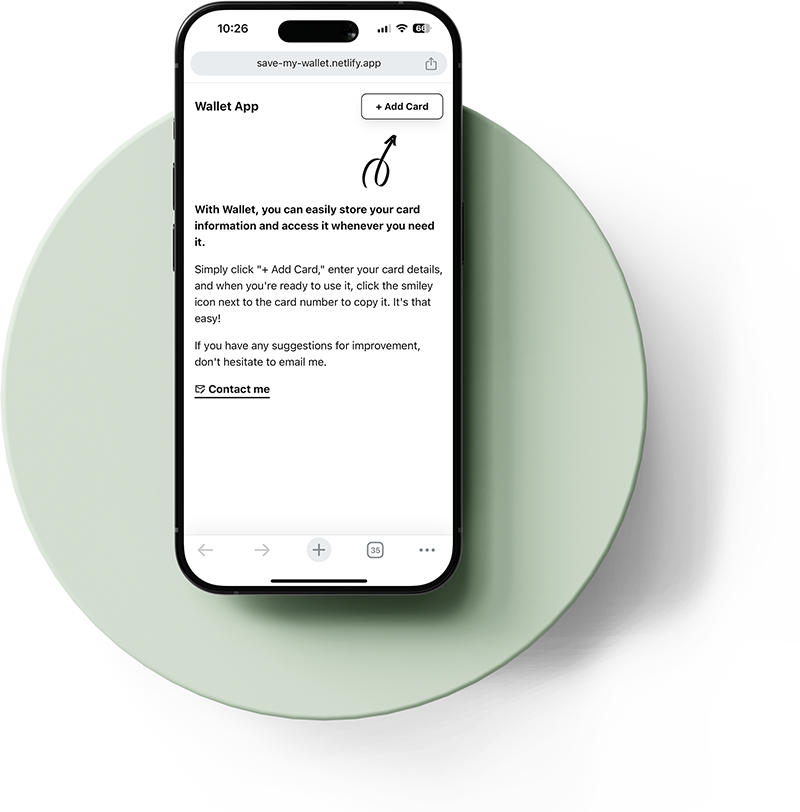 10:26
66
save-my-wallet.netlify.app
Wallet App
+ Add Card
With Wallet, you can easily store your card
information and access it whenever you need
it.
Simply click "+ Add Card," enter your card details,
and when you're ready to use it, click the smiley
icon next to the card number to copy it. It's that
easy!
If you have any suggestions for improvement,
don't hesitate to email me.
Contact me
35